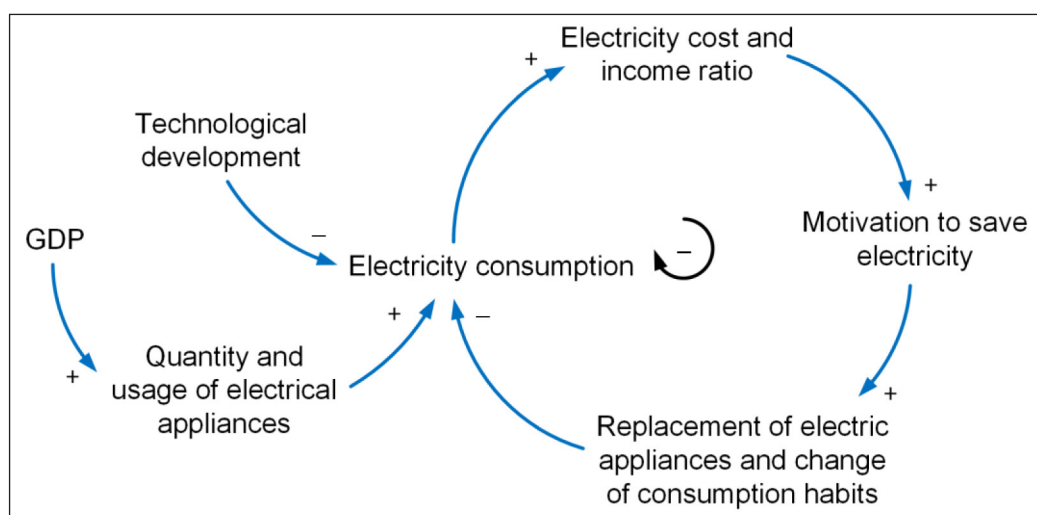 Electricity cost and
income ratio
+
Technological
development
+
Motivation to save
electricity
GDP
–
Electricity consumption
–
+
–
Quantity and
usage of electrical
appliances
+
+
Replacement of electric
appliances and change
of consumption habits